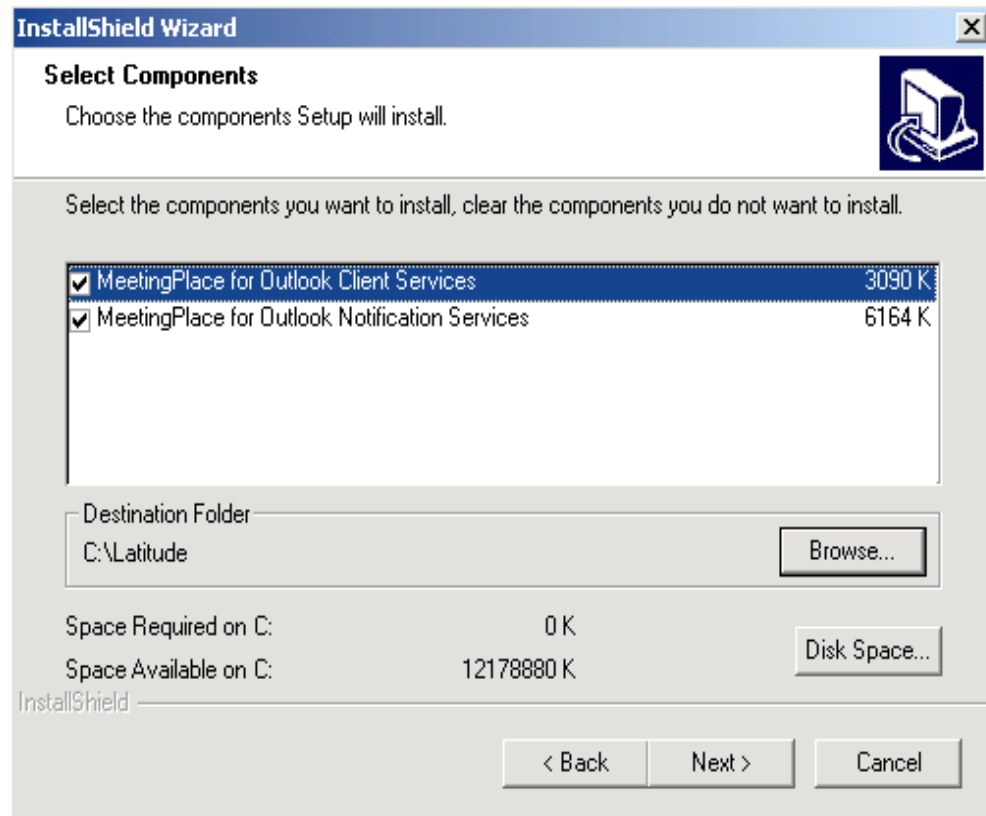 InstallShield Wizard
Select Components
Choose the components Setup will install.
Select the components you want to install, clear the components you do not want to install.
MeetingPlace for Outlook Client Services 3090 K
MeetingPlace for Outlook Notification Services 6164 K
Destination Folder
C:\Latitude
Browse...
Space Required on C: 0 K
Space Available on C: 12178880 K
Disk Space...
InstallShield
< Back Next > Cancel